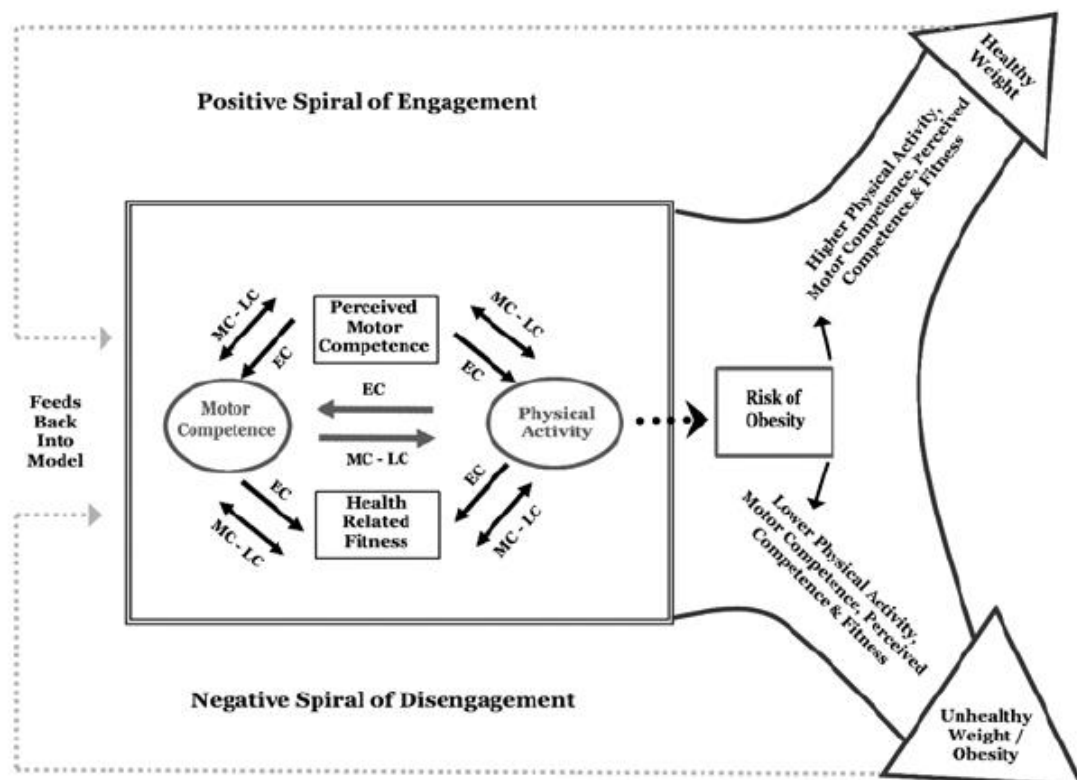 Healthy
Weight
Positive Spiral of Engagement
Higher Physical Activity,
Motor Competence, Perceived
Competence & Fitness
MC - LC
EC
Perceived
Motor
Competence
MC - LC
EC
Feeds
Back
Into
Model
Motor
Competence
EC
MC - LC
Physical
Activity
Risk of
Obesity
EC
MC - LC
Health
Related
Fitness
EC
MC - LC
Lower Physical Activity,
Motor Competence, Perceived
Competence & Fitness
Negative Spiral of Disengagement
Unhealthy
Weight /
Obesity